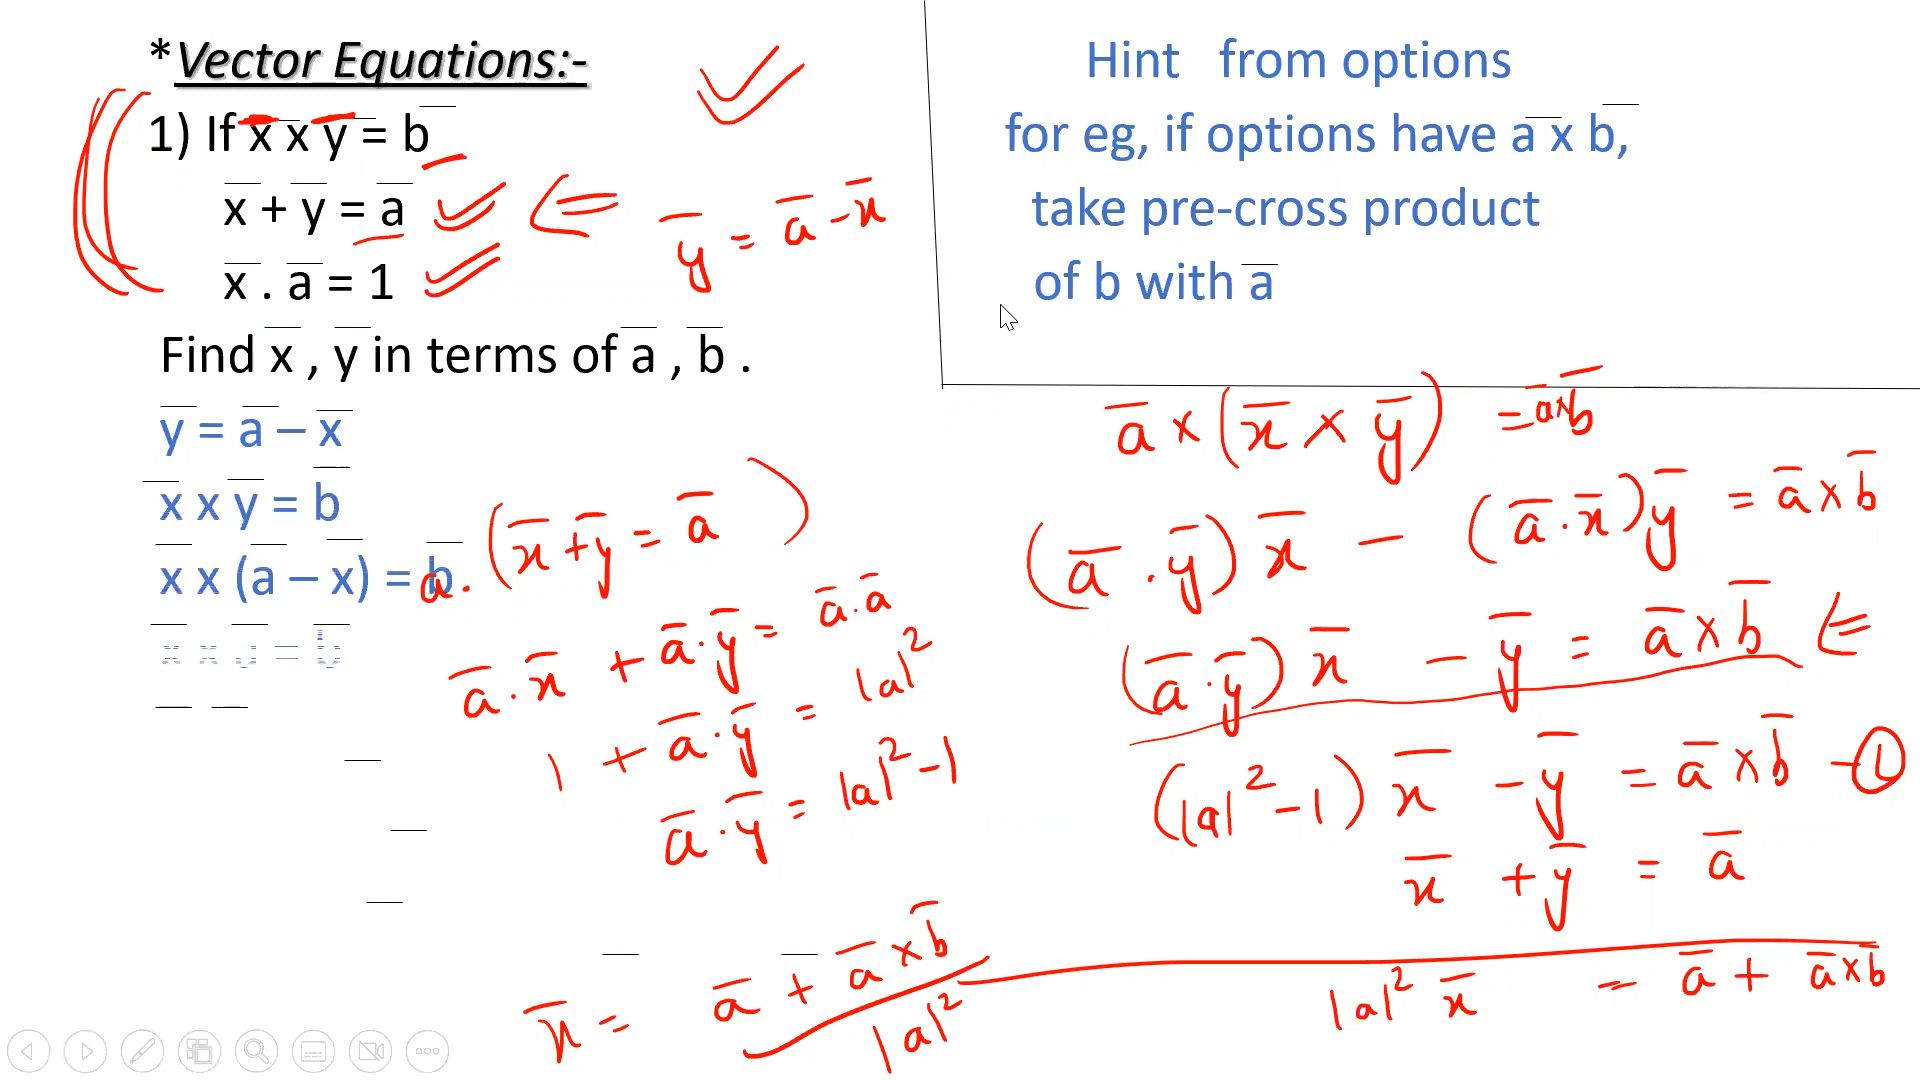 *Vector Equations:-
1) If x̅ x y̅ = b̅
x̅ + y̅ = a̅
x̅ . a̅ = 1
Find x̅ , y̅ in terms of a̅ , b̅ .
y̅ = a̅ – x̅
x̅ x y̅ = b̅
x̅ x (a̅ – x̅) = b̅
Hint from options
for eg, if options have a̅ x b̅,
take pre-cross product
of b with a̅
y̅ = a̅ - x̅
a . (x̅ + y̅ = a̅)
a̅ . x̅ + a̅ . y̅ = a̅ . a̅
1 + a̅ . y̅ = |a|²
a̅ . y̅ = |a|² - 1
a̅ × (x̅ × y̅) = a̅ × b̅
(a̅ . y̅) x̅ - (a̅ . x̅) y̅ = a̅ × b̅
(a̅ . y̅) x̅ - y̅ = a̅ × b̅ ⇐
(|a|² - 1) x̅ - y̅ = a̅ × b̅ - ①
x̅ + y̅ = a̅
|a|² x̅ = a̅ + a̅ × b̅
x̅ = a̅ + a̅ × b̅
|a|²